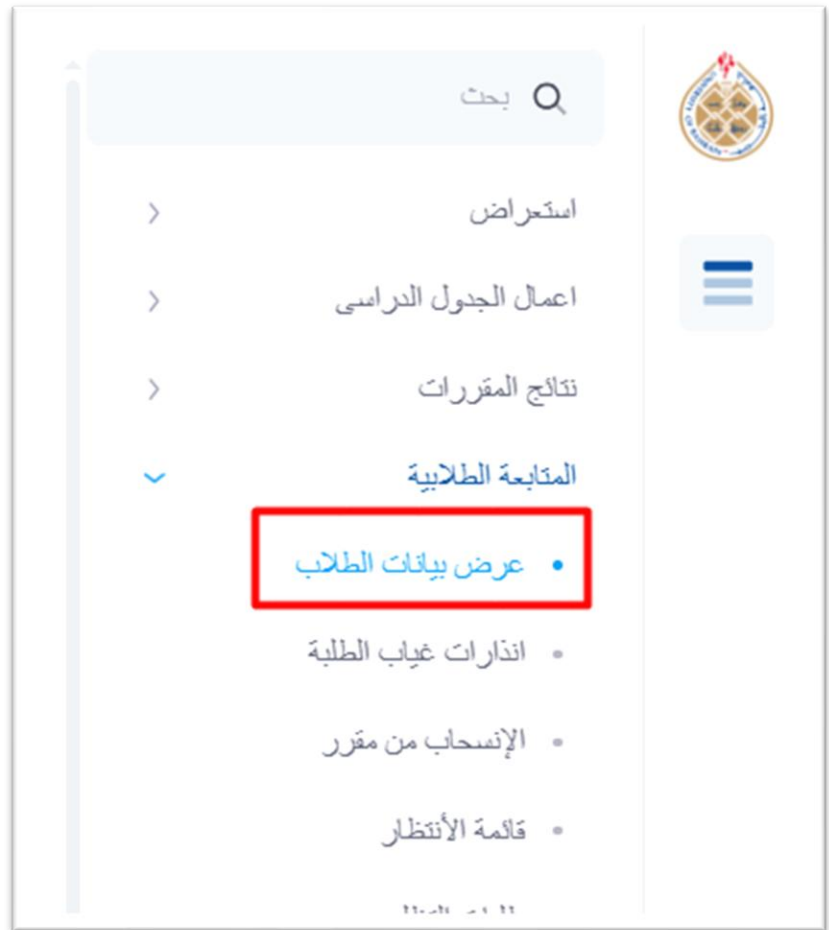 بحث
استعراض
اعمال الجدول الدراسى
نتائج المقررات
المتابعة الطلابية
عرض بيانات الطلاب
انذارات غياب الطلبة
الإنسحاب من مقرر
قائمة الأنتظار